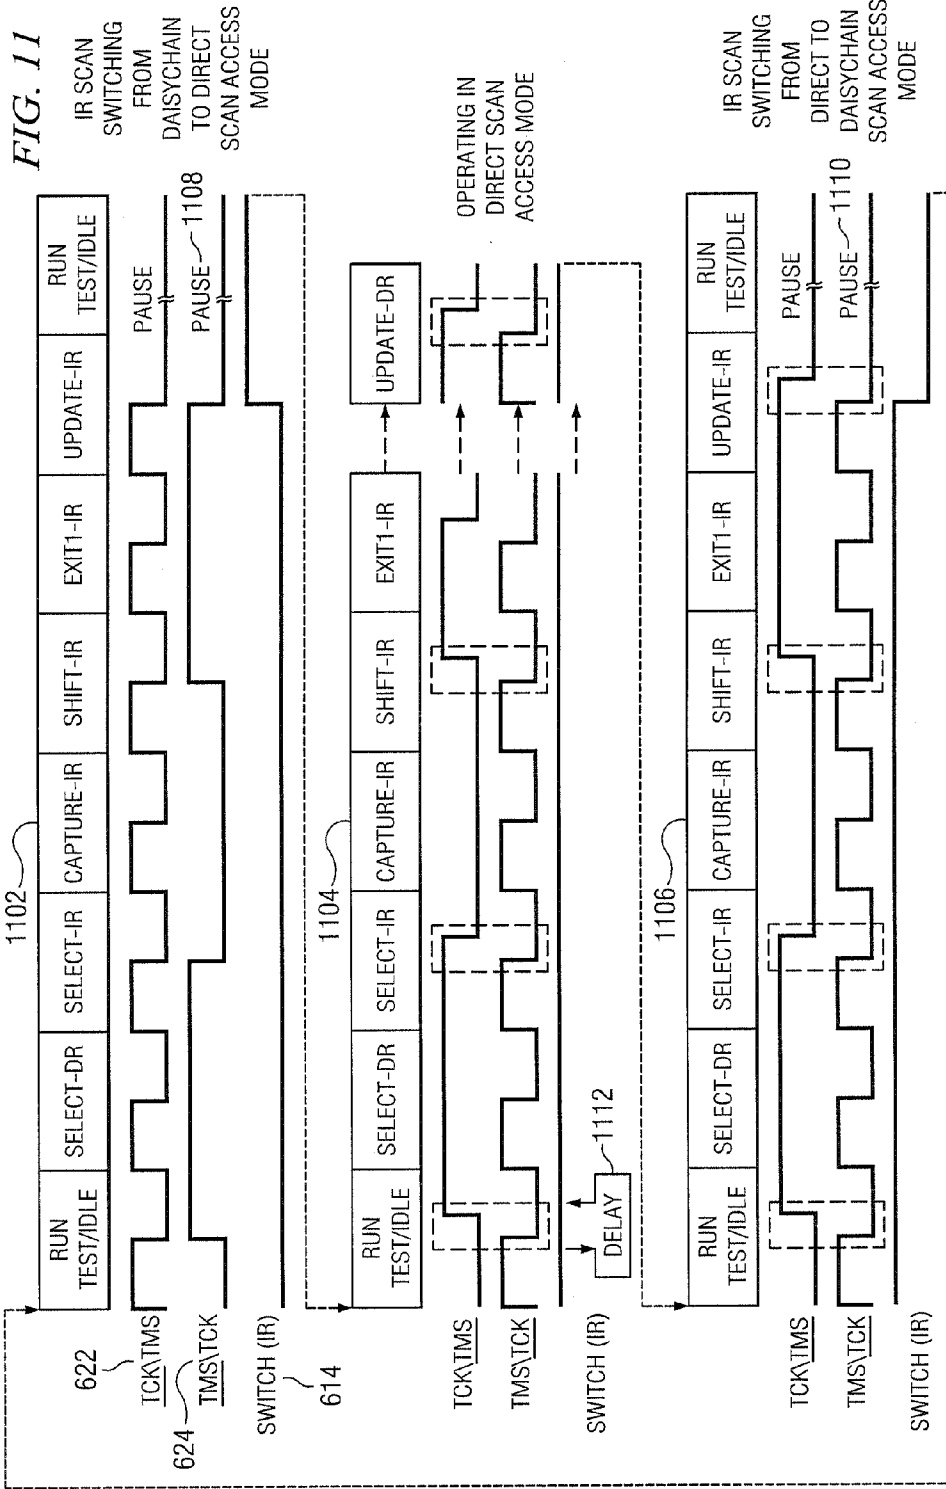 FIG. 11
1102
RUN
TEST/IDLE
SELECT-DR
SELECT-IR
CAPTURE-IR
SHIFT-IR
EXIT1-IR
UPDATE-IR
RUN
TEST/IDLE
IR SCAN
SWITCHING
FROM
DAISYCHAIN
TO DIRECT
SCAN ACCESS
MODE
622
TCK\TMS
PAUSE
624
TMS\TCK
PAUSE
1108
SWITCH (IR)
614
1104
RUN
TEST/IDLE
SELECT-DR
SELECT-IR
CAPTURE-IR
SHIFT-IR
EXIT1-IR
UPDATE-DR
OPERATING IN
DIRECT SCAN
ACCESS MODE
TCK\TMS
TMS\TCK
SWITCH (IR)
DELAY
1112
1106
RUN
TEST/IDLE
SELECT-DR
SELECT-IR
CAPTURE-IR
SHIFT-IR
EXIT1-IR
UPDATE-IR
RUN
TEST/IDLE
IR SCAN
SWITCHING
FROM
DIRECT TO
DAISYCHAIN
SCAN ACCESS
MODE
TCK\TMS
PAUSE
TMS\TCK
PAUSE
1110
SWITCH (IR)